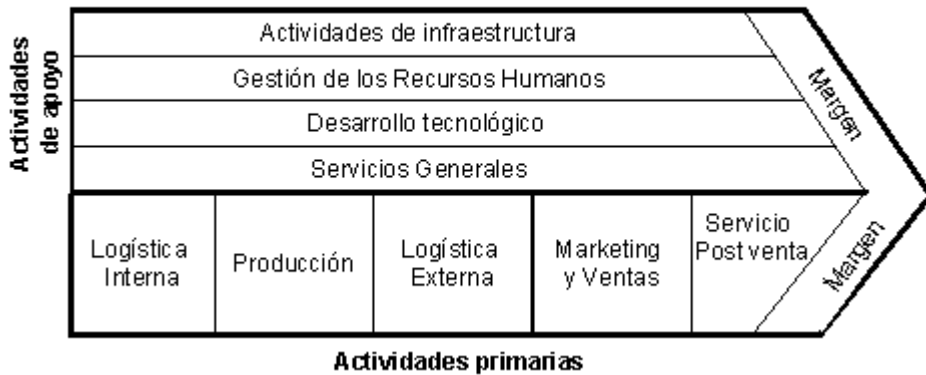 Actividades
de apoyo
Actividades de infraestructura
Gestión de los Recursos Humanos
Desarrollo tecnológico
Servicios Generales
Margen
Logística
Interna
Producción
Logística
Externa
Marketing
y Ventas
Servicio
Post venta
Margen
Actividades primarias